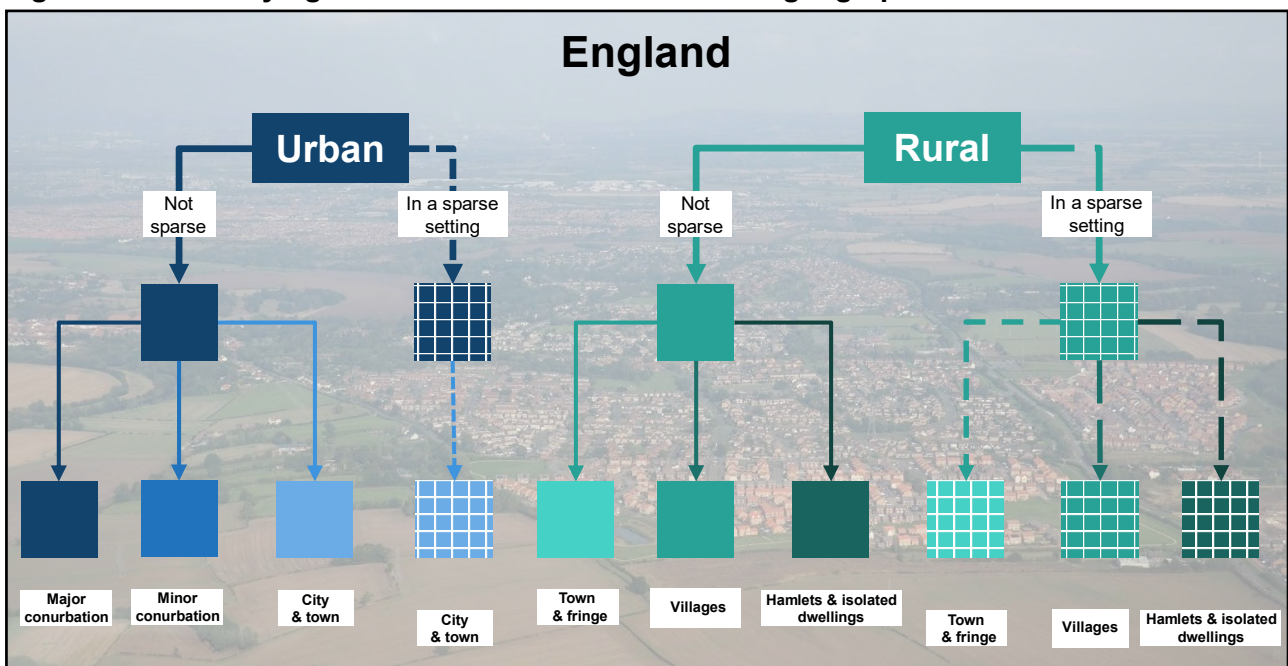 England
Urban
Rural
Not
sparse
In a sparse
setting
Not
sparse
In a sparse
setting
Major
conurbation
Minor
conurbation
City
& town
City
& town
Town
& fringe
Villages
Hamlets & isolated
dwellings
Town
& fringe
Villages
Hamlets & isolated
dwellings